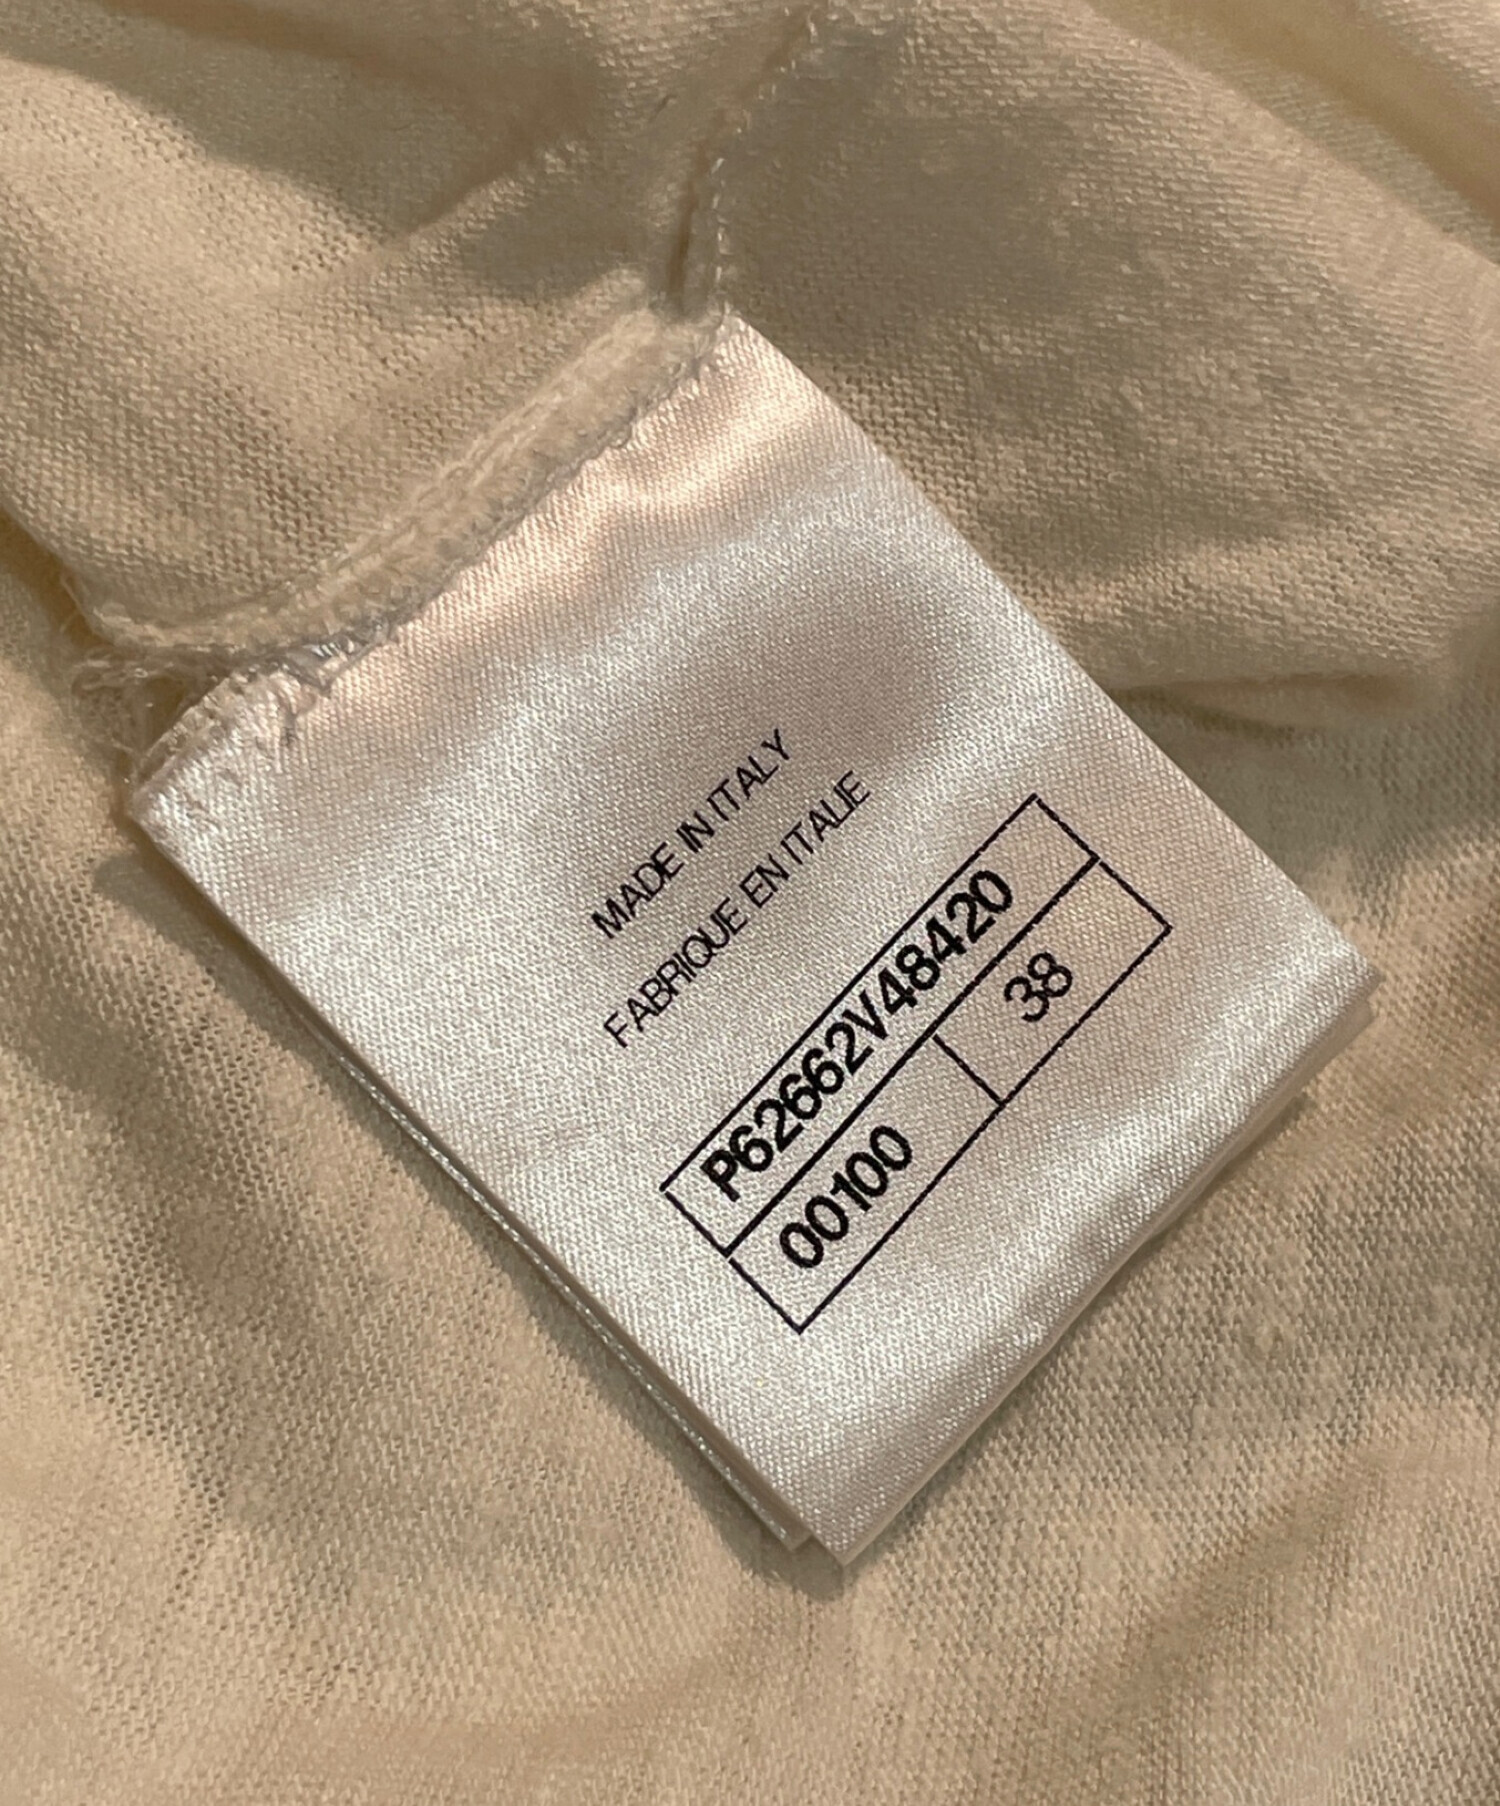 MADE IN ITALY
FABRIQUE EN ITALIE
P62662V48420
00100 38